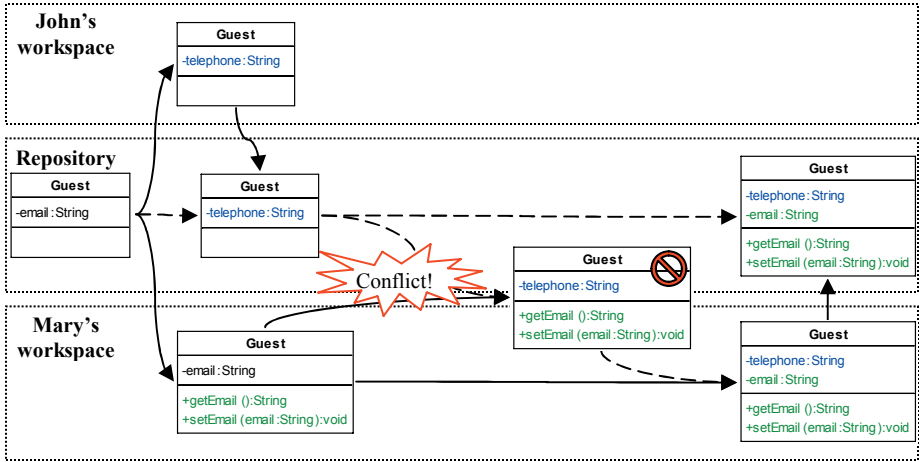 John's
workspace
Guest
-telephone:String
Repository
Guest
-email:String
Guest
-telephone:String
Conflict!
Guest
-telephone:String
+getEmail ():String
+setEmail (email:String):void
Guest
-telephone:String
-email:String
+getEmail ():String
+setEmail (email:String):void
Mary's
workspace
Guest
-email:String
+getEmail ():String
+setEmail (email:String):void
Guest
-telephone:String
-email:String
+getEmail ():String
+setEmail (email:String):void